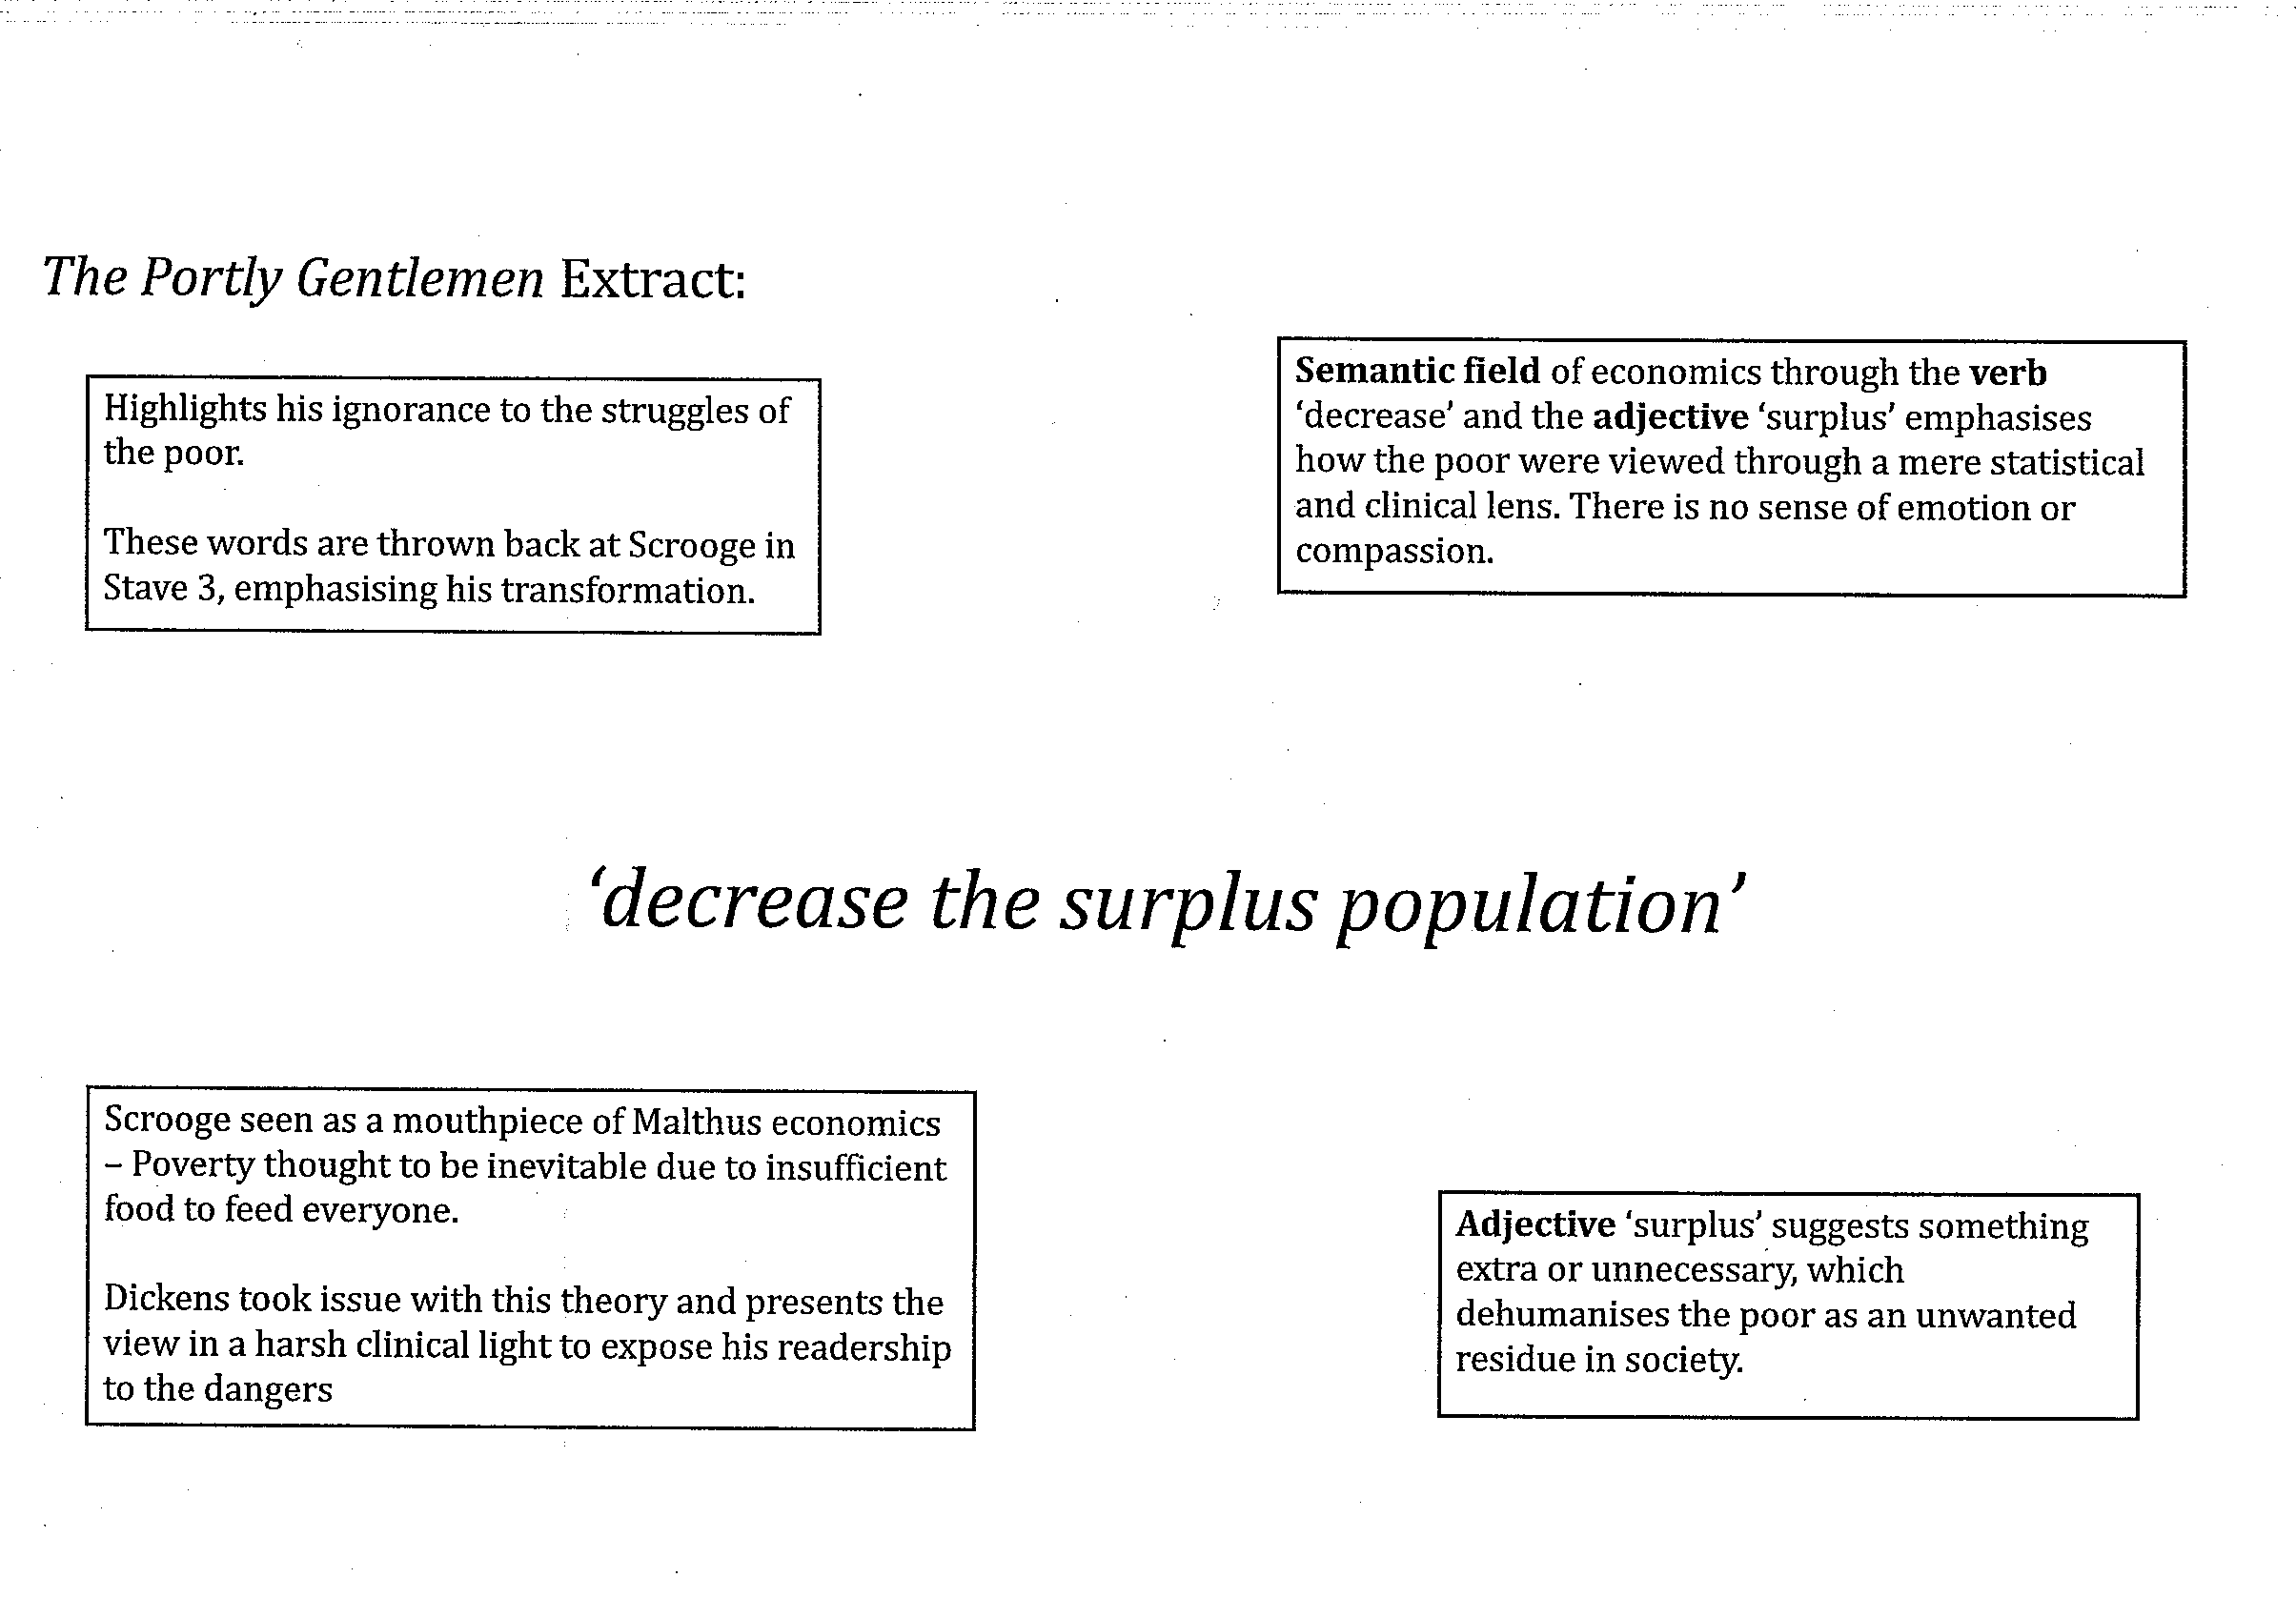 The Portly Gentlemen Extract:
Highlights his ignorance to the struggles of
the poor.
These words are thrown back at Scrooge in
Stave 3, emphasising his transformation.
Semantic field of economics through the verb
‘decrease’ and the adjective ‘surplus’ emphasises
how the poor were viewed through a mere statistical
and clinical lens. There is no sense of emotion or
compassion.
‘decrease the surplus population’
Scrooge seen as a mouthpiece of Malthus economics
– Poverty thought to be inevitable due to insufficient
food to feed everyone.
Dickens took issue with this theory and presents the
view in a harsh clinical light to expose his readership
to the dangers
Adjective ‘surplus’ suggests something
extra or unnecessary, which
dehumanises the poor as an unwanted
residue in society.